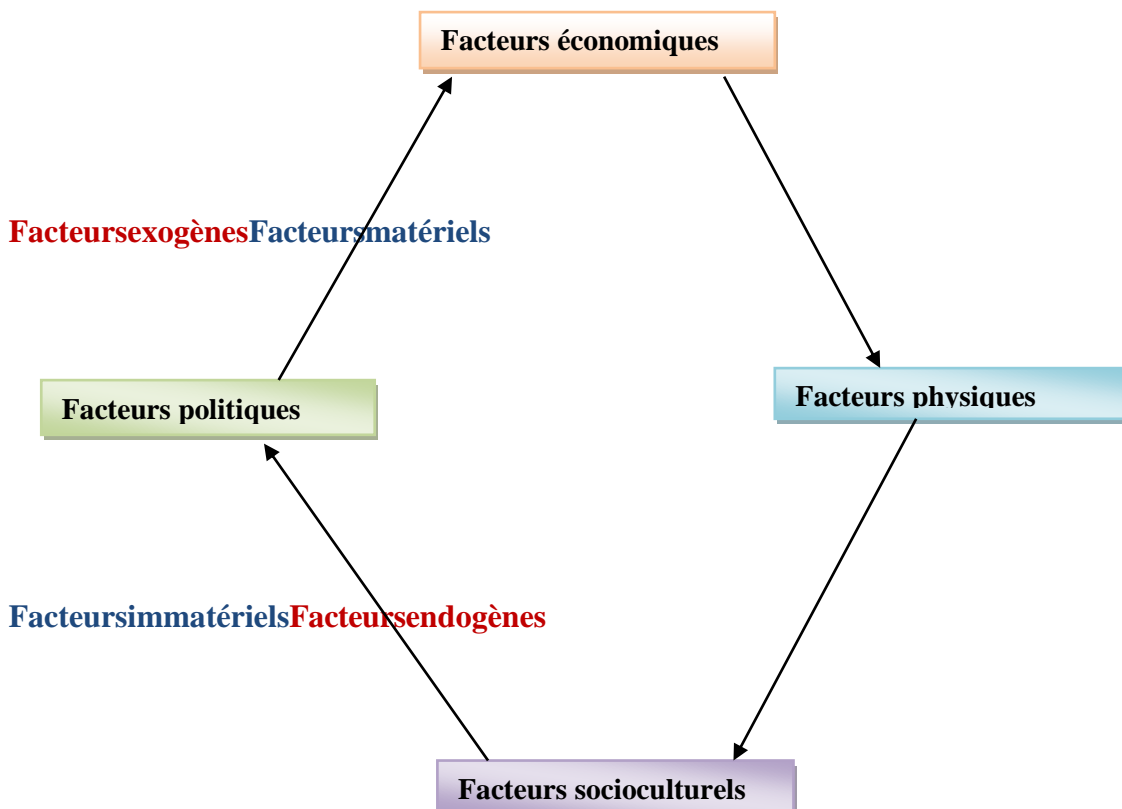 Facteurs économiques
FacteursexogènesFacteursmatériels
Facteurs politiques
Facteurs physiques
FacteursimmatérielsFacteursendogènes
Facteurs socioculturels